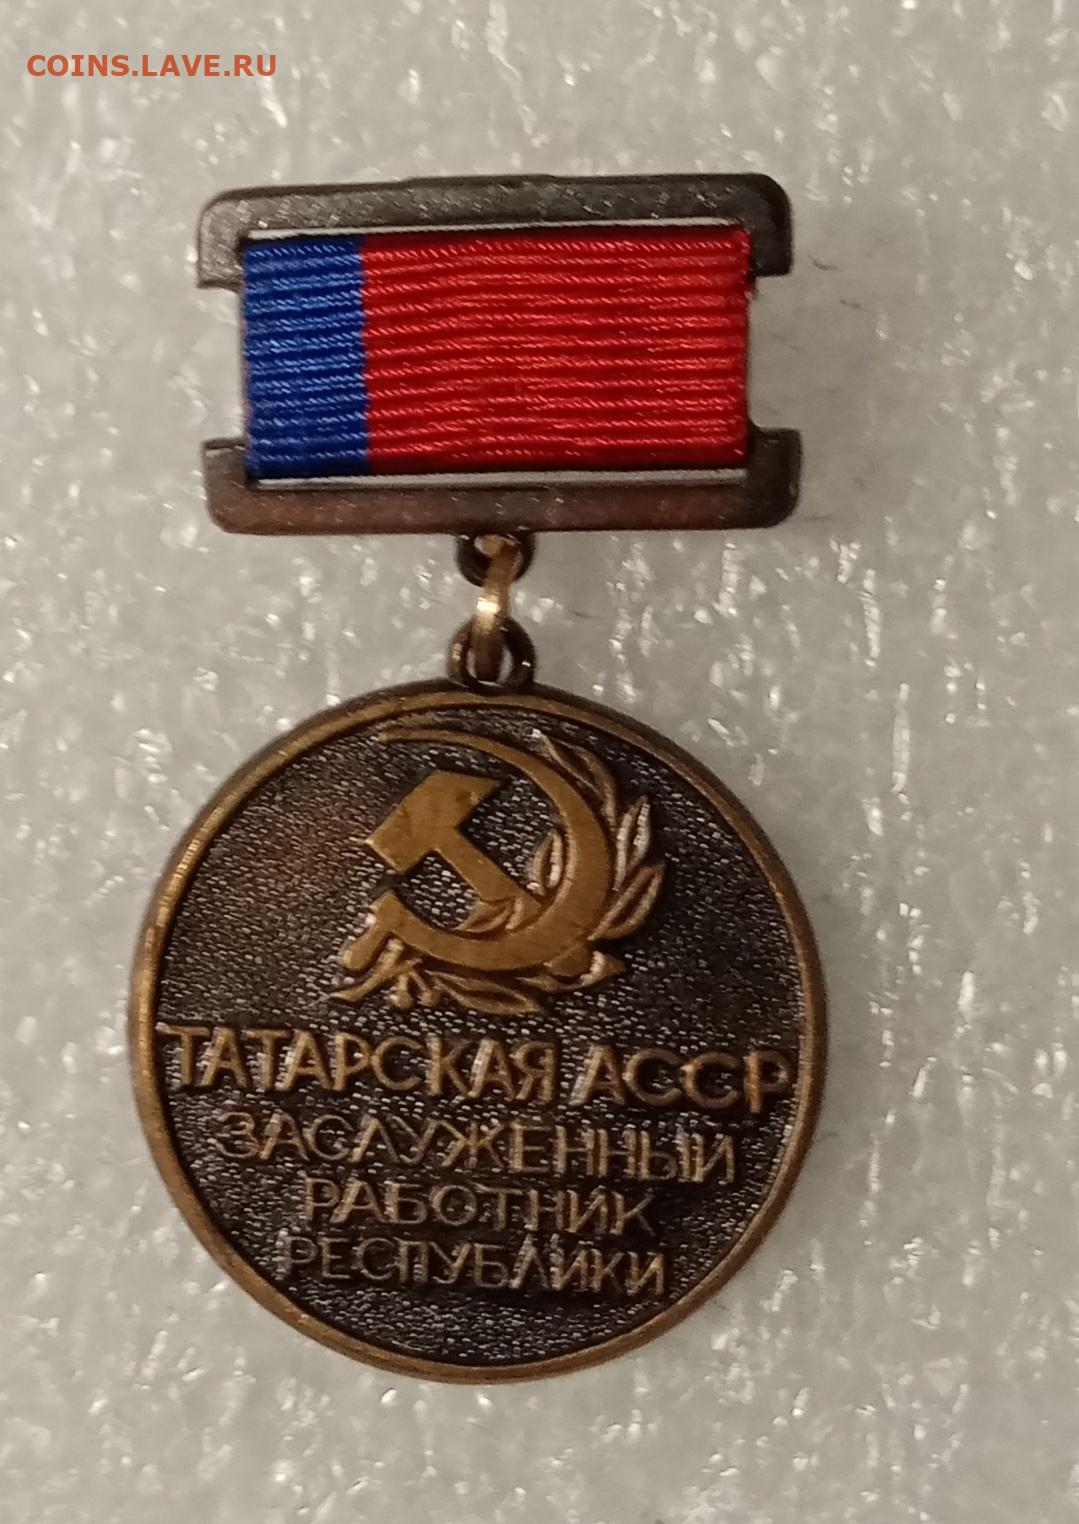 COINS.LAVE.RU
ТАТАРСКАЯ АССР
ЗАСЛУЖЕННЫЙ
РАБОТНИК
РЕСПУБЛИКИ